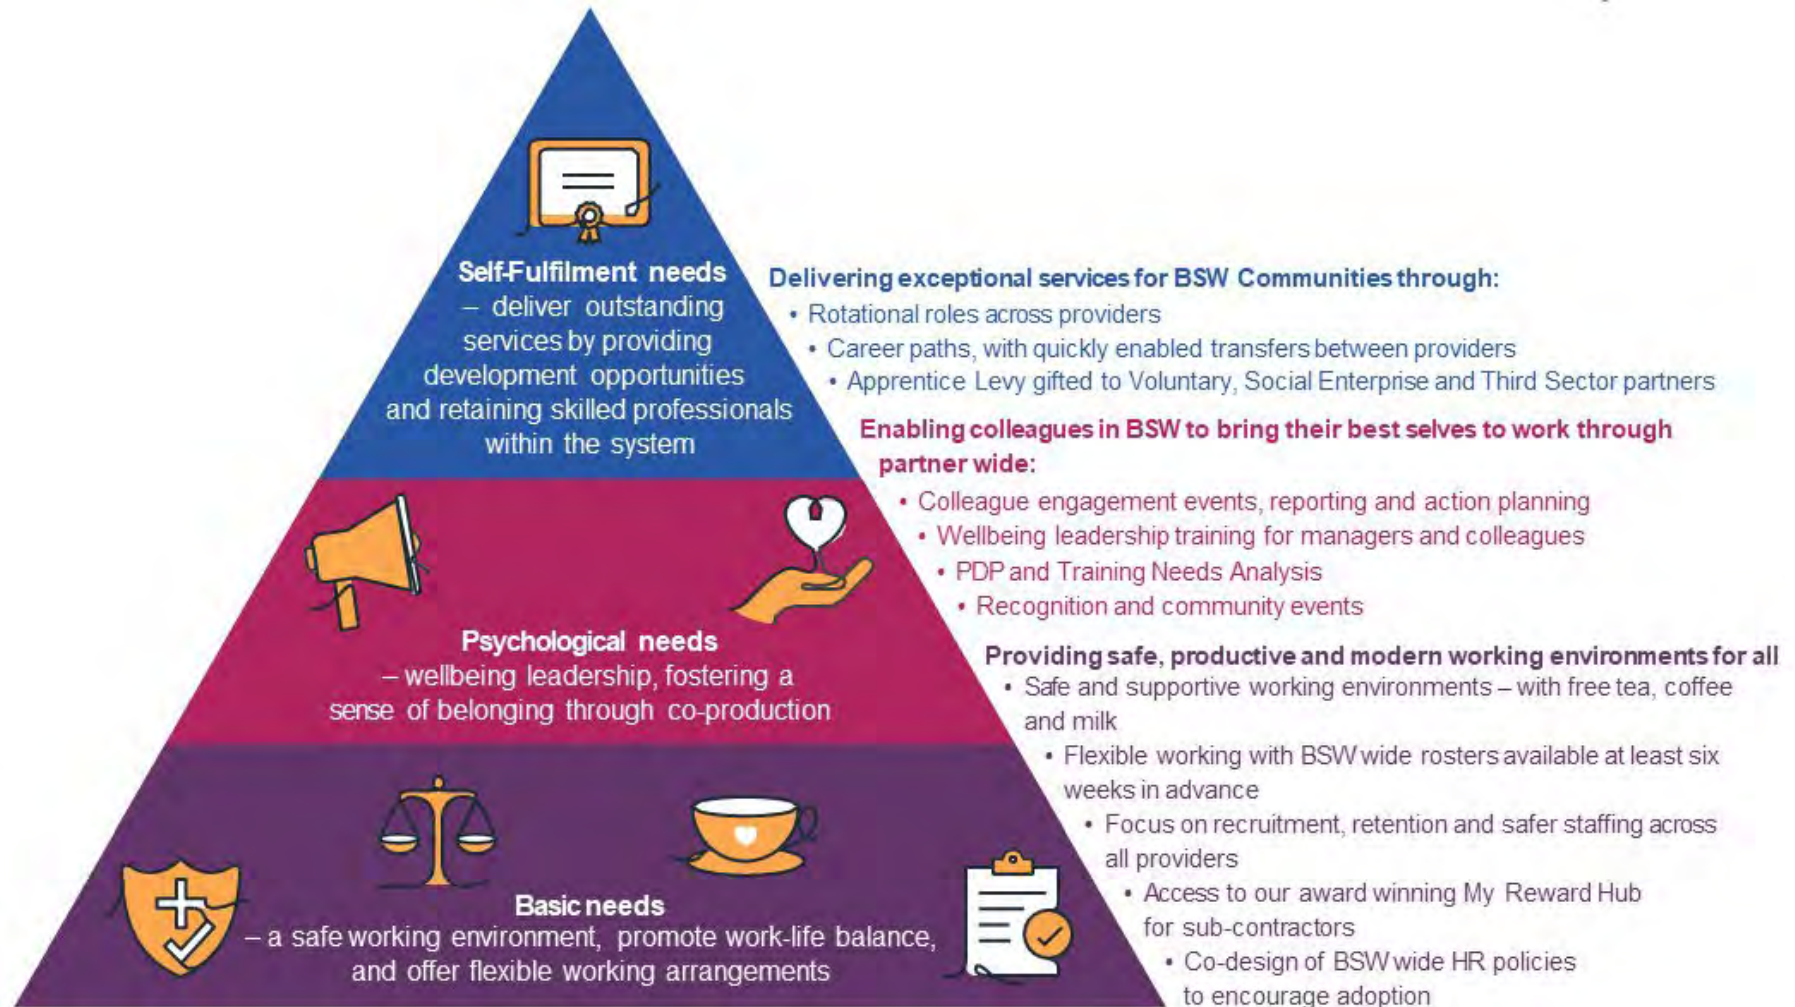 Self-Fulfilment needs
– deliver outstanding
services by providing
development opportunities
and retaining skilled professionals
within the system
Delivering exceptional services for BSW Communities through:
• Rotational roles across providers
• Career paths, with quickly enabled transfers between providers
• Apprentice Levy gifted to Voluntary, Social Enterprise and Third Sector partners
Psychological needs
– wellbeing leadership, fostering a
sense of belonging through co-production
Enabling colleagues in BSW to bring their best selves to work through
partner wide:
• Colleague engagement events, reporting and action planning
• Wellbeing leadership training for managers and colleagues
• PDP and Training Needs Analysis
• Recognition and community events
Basic needs
– a safe working environment, promote work-life balance,
and offer flexible working arrangements
Providing safe, productive and modern working environments for all
• Safe and supportive working environments – with free tea, coffee
and milk
• Flexible working with BSW wide rosters available at least six
weeks in advance
• Focus on recruitment, retention and safer staffing across
all providers
• Access to our award winning My Reward Hub
for sub-contractors
• Co-design of BSW wide HR policies
to encourage adoption